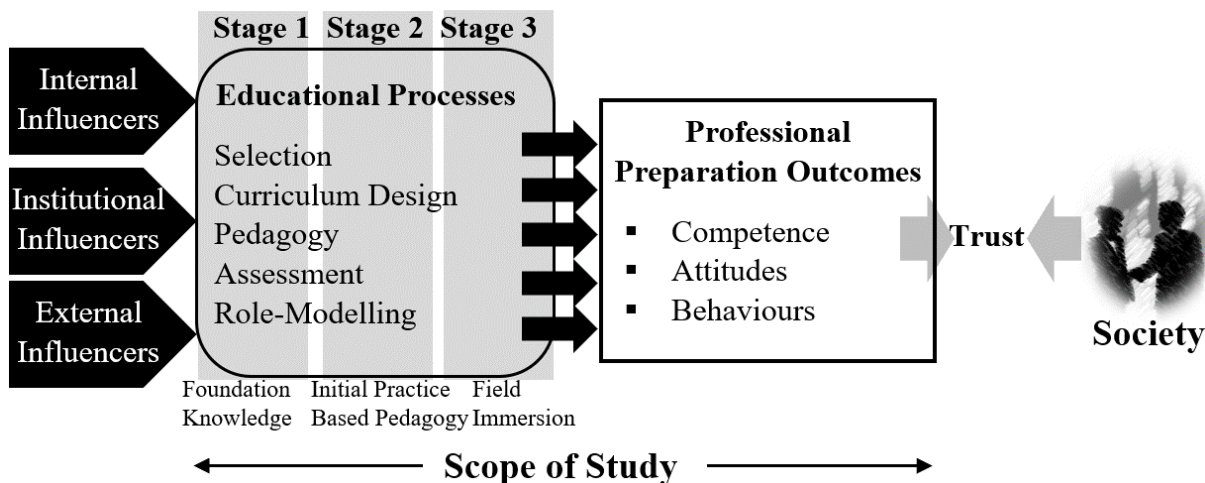 Stage 1 Stage 2 Stage 3
Internal
Influencers
Institutional
Influencers
External
Influencers
Educational Processes
Selection
Curriculum Design
Pedagogy
Assessment
Role-Modelling
Foundation
Knowledge
Initial Practice
Based Pedagogy
Field
Immersion
Professional
Preparation Outcomes
▪ Competence
▪ Attitudes
▪ Behaviours
Trust
Society
Scope of Study